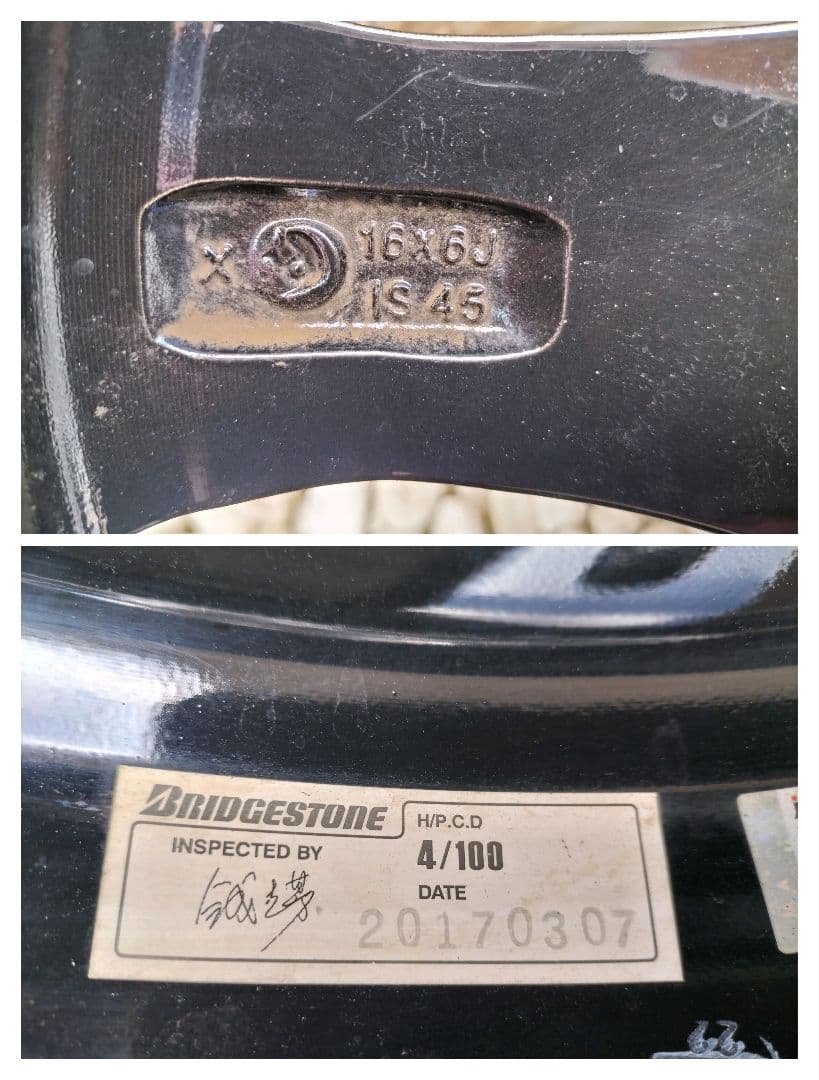 X 16X6J
IS 45
BRIDGESTONE
H/P.C.D
INSPECTED BY
4/100
DATE
20170307